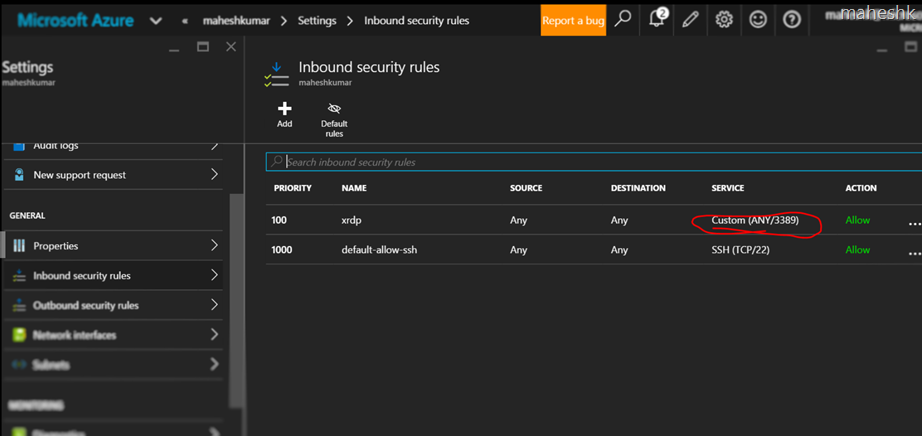 Microsoft Azure maheshkumar Settings Inbound security rules Report a bug 2 maheshk
Settings
maheshkumar
Inbound security rules
maheshkumar
Add
Default rules
Audit logs
New support request
GENERAL
Properties
Inbound security rules
Outbound security rules
Network interfaces
Subnets
MONITORING
Diagnostics
Search inbound security rules
PRIORITY NAME SOURCE DESTINATION SERVICE ACTION
100 xrdp Any Any Custom (ANY/3389) Allow ...
1000 default-allow-ssh Any Any SSH (TCP/22) Allow ...